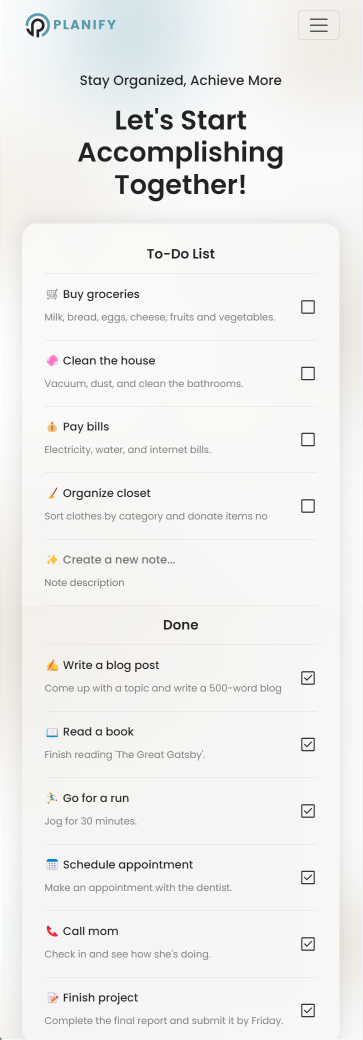 PLANIFY
Stay Organized, Achieve More
Let's Start
Accomplishing
Together!
To-Do List
🛒 Buy groceries
Milk, bread, eggs, cheese, fruits and vegetables.
🧼 Clean the house
Vacuum, dust, and clean the bathrooms.
💰 Pay bills
Electricity, water, and internet bills.
🧹 Organize closet
Sort clothes by category and donate items no
✨ Create a new note...
Note description
Done
✍️ Write a blog post
Come up with a topic and write a 500-word blog
📖 Read a book
Finish reading 'The Great Gatsby'.
🏃‍♂️ Go for a run
Jog for 30 minutes.
🗓️ Schedule appointment
Make an appointment with the dentist.
📞 Call mom
Check in and see how she's doing.
📝 Finish project
Complete the final report and submit it by Friday.